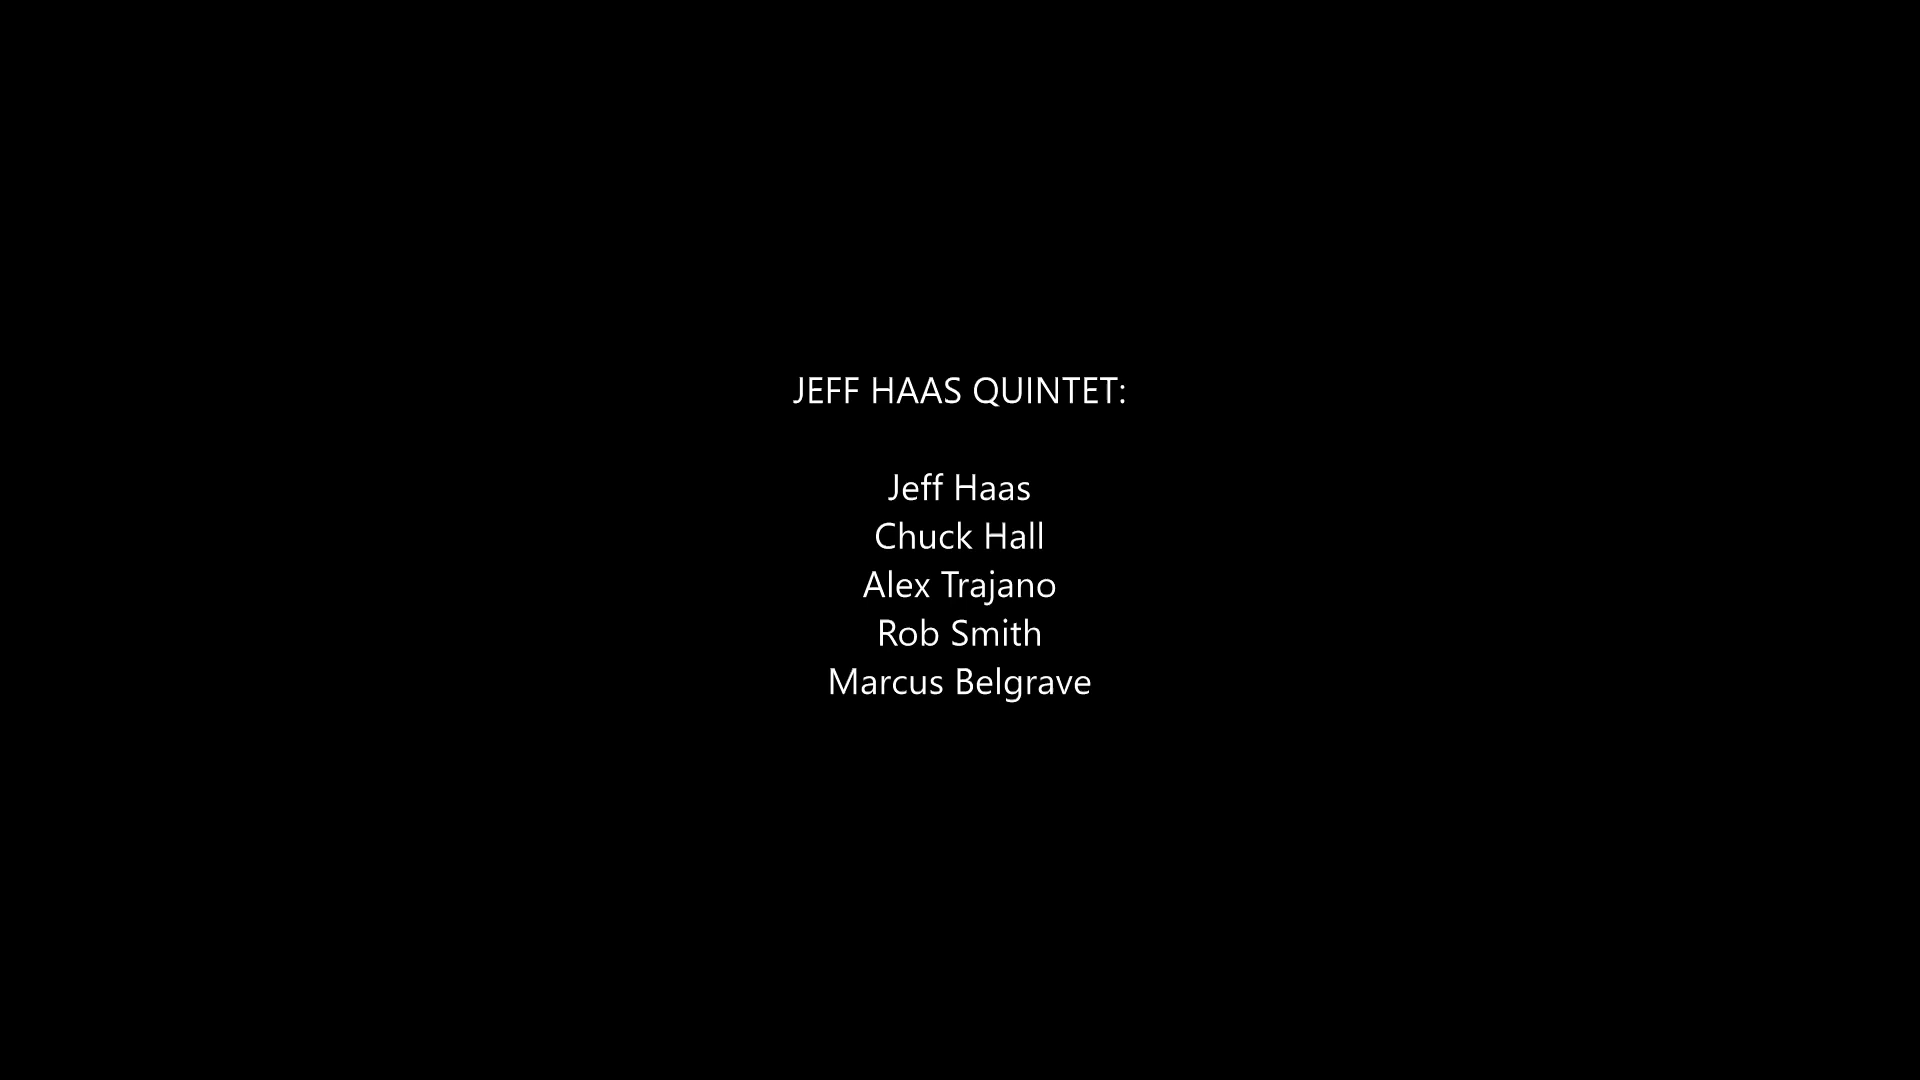 JEFF HAAS QUINTET:
Jeff Haas
Chuck Hall
Alex Trajano
Rob Smith
Marcus Belgrave